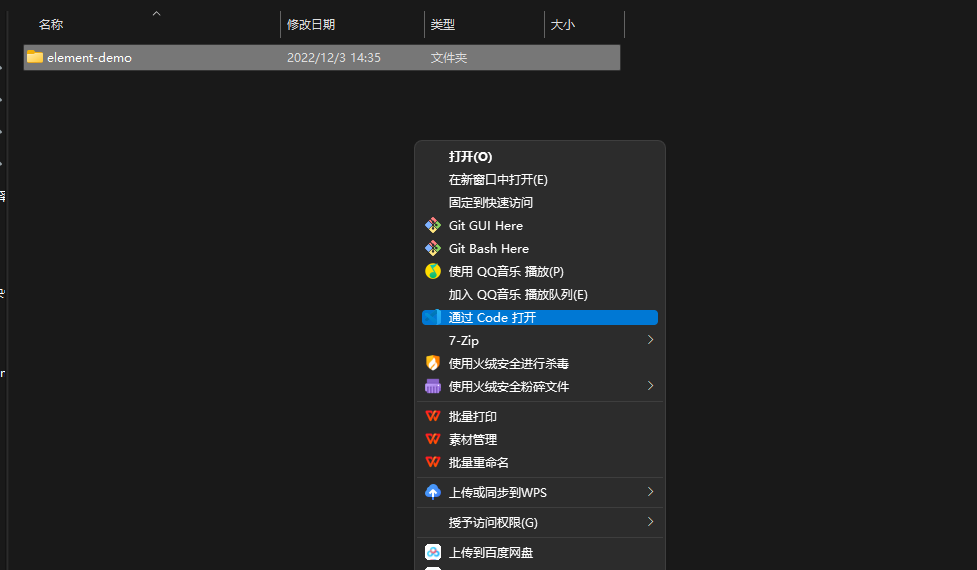 名称 修改日期 类型 大小
element-demo 2022/12/3 14:35 文件夹
打开(O)
在新窗口中打开(E)
固定到快速访问
Git GUI Here
Git Bash Here
使用 QQ音乐 播放(P)
加入 QQ音乐 播放队列(E)
通过 Code 打开
7-Zip
使用火绒安全进行杀毒
使用火绒安全粉碎文件
批量打印
素材管理
批量重命名
上传或同步到WPS
授予访问权限(G)
上传到百度网盘